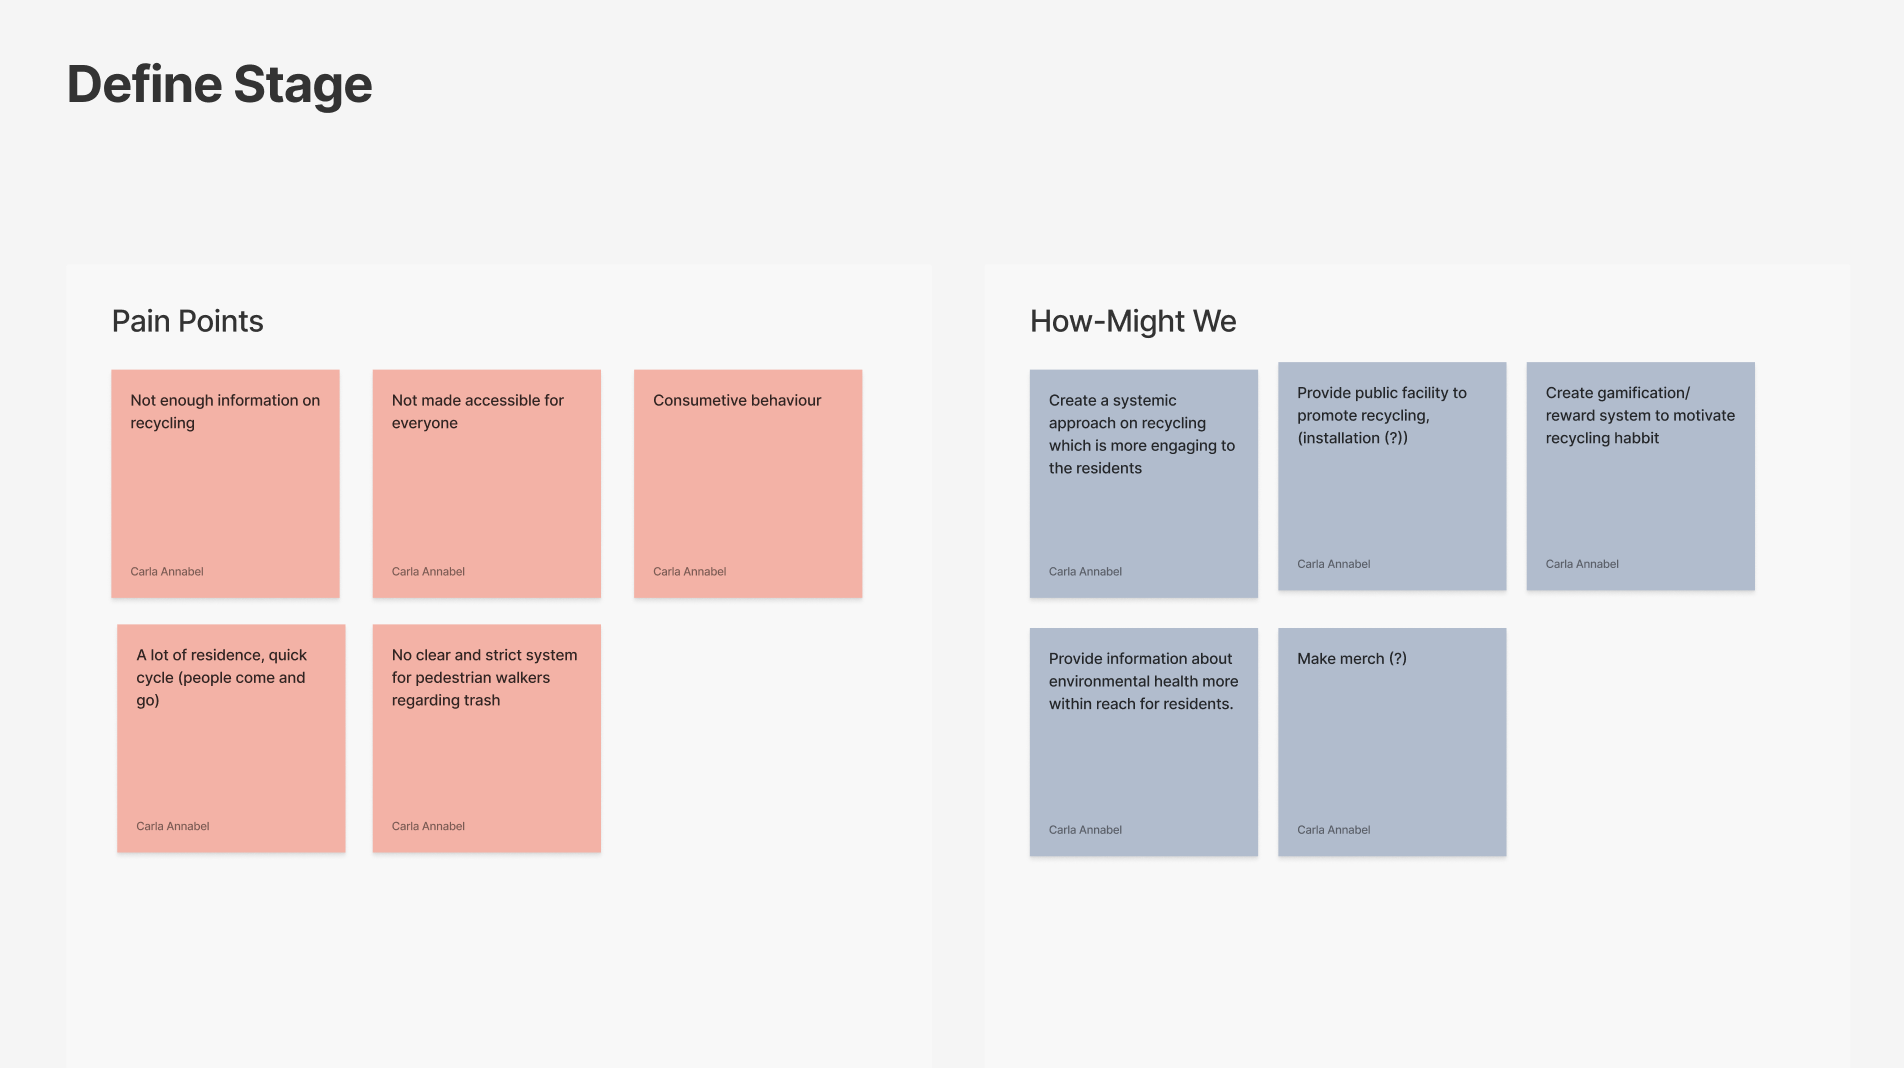 Define Stage
Pain Points
Not enough information on
recycling
Carla Annabel
Not made accessible for
everyone
Carla Annabel
Consumetive behaviour
Carla Annabel
A lot of residence, quick
cycle (people come and
go)
Carla Annabel
No clear and strict system
for pedestrian walkers
regarding trash
Carla Annabel
How-Might We
Create a systemic
approach on recycling
which is more engaging to
the residents
Carla Annabel
Provide public facility to
promote recycling,
(installation (?))
Carla Annabel
Create gamification/
reward system to motivate
recycling habbit
Carla Annabel
Provide information about
environmental health more
within reach for residents.
Carla Annabel
Make merch (?)
Carla Annabel